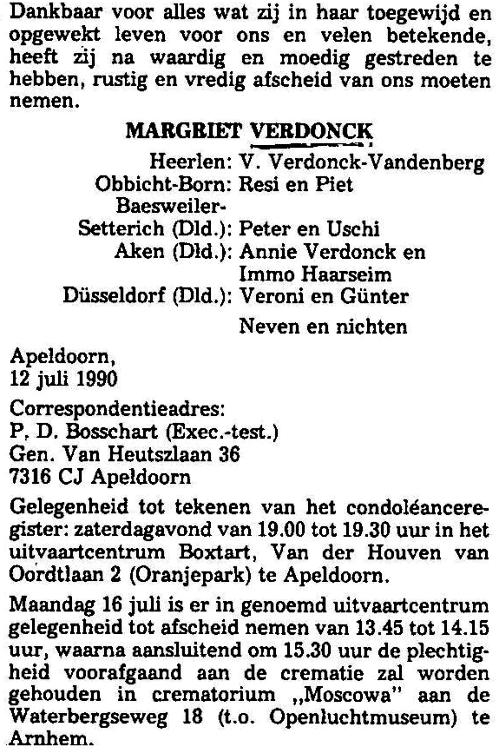 Dankbaar voor alles wat zij in haar toegewijd en
opgewekt leven voor ons en velen betekende,
heeft zij na waardig en moedig gestreden te
hebben, rustig en vredig afscheid van ons moeten
nemen.
MARGRIET VERDONCK
Heerlen: V. Verdonck-Vandenberg
Obbicht-Born: Resi en Piet
Baesweiler-
Setterich (Dld.): Peter en Uschi
Aken (Dld.): Annie Verdonck en
Immo Haarseim
Düsseldorf (Dld.): Veroni en Günter
Neven en nichten
Apeldoorn,
12 juli 1990
Correspondentieadres:
P. D. Bosschart (Exec.-test.)
Gen. Van Heutszlaan 36
7316 CJ Apeldoorn
Gelegenheid tot tekenen van het condoléancere-
gister: zaterdagavond van 19.00 tot 19.30 uur in het
uitvaartcentrum Boxtart, Van der Houven van
Oordtlaan 2 (Oranjepark) te Apeldoorn.
Maandag 16 juli is er in genoemd uitvaartcentrum
gelegenheid tot afscheid nemen van 13.45 tot 14.15
uur, waarna aansluitend om 15.30 uur de plechtig-
heid voorafgaand aan de crematie zal worden
gehouden in crematorium „Moscowa” aan de
Waterbergseweg 18 (t.o. Openluchtmuseum) te
Arnhem.